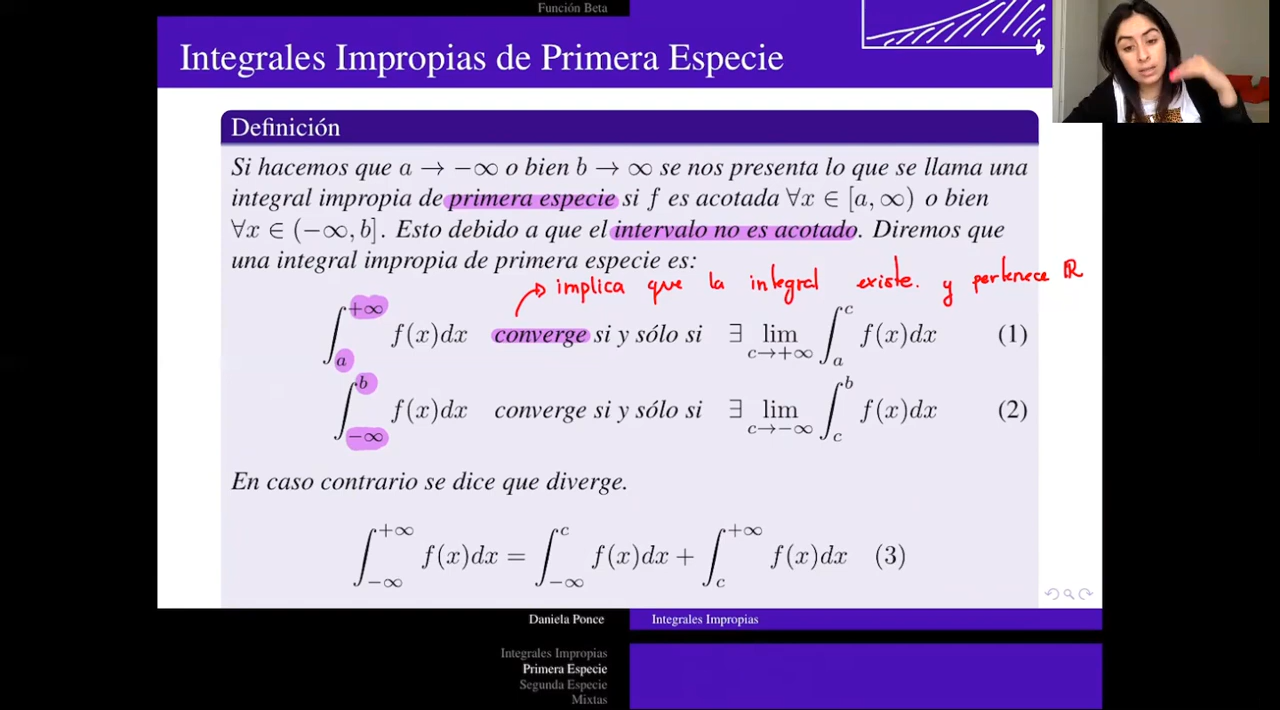 Función Beta
Integrales Impropias de Primera Especie
Definición
Si hacemos que a → −∞ o bien b → ∞ se nos presenta lo que se llama una
integral impropia de primera especie si f es acotada ∀x ∈ [a, ∞) o bien
∀x ∈ (−∞, b]. Esto debido a que el intervalo no es acotado. Diremos que
una integral impropia de primera especie es:
implica que la integral existe. y pertenece ℝ
∫_a^{+∞} f(x)dx converge si y sólo si ∃ lim_{c→+∞} ∫_a^c f(x)dx (1)
∫_{−∞}^b f(x)dx converge si y sólo si ∃ lim_{c→−∞} ∫_c^b f(x)dx (2)
En caso contrario se dice que diverge.
∫_{−∞}^{+∞} f(x)dx = ∫_{−∞}^c f(x)dx + ∫_c^{+∞} f(x)dx (3)
Daniela Ponce Integrales Impropias
Integrales Impropias
Primera Especie
Segunda Especie
Mixtas